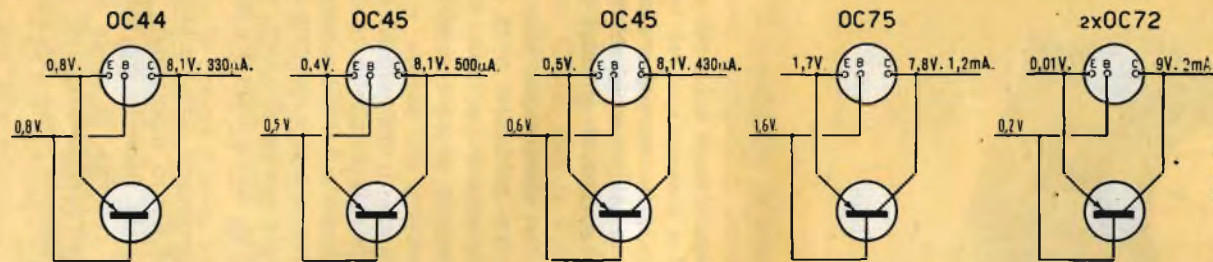 OC44 OC45 OC45 OC75 2xOC72
E B C E B C E B C E B C E B C
0,8V. 8,1V. 330µA. 0,4V. 8,1V. 500µA. 0,5V. 8,1V. 430µA. 1,7V. 7,8V. 1,2mA. 0,01V. 9V. 2mA.
0,8V. 0,5V 0,6V. 1,6V. 0,2V